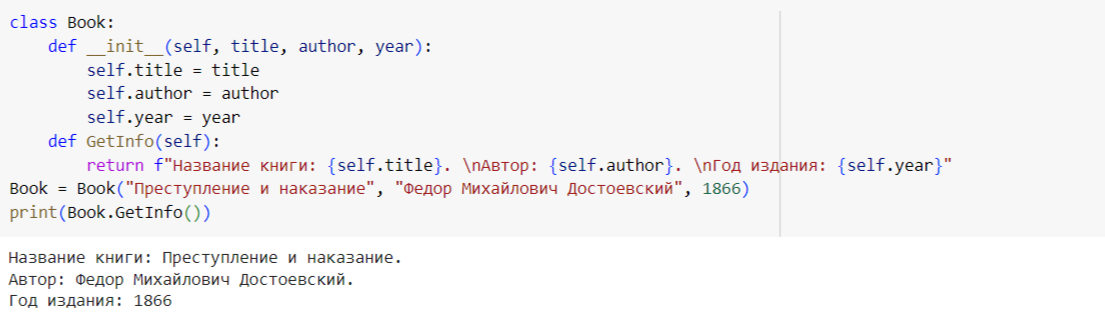 class Book:
    def __init__(self, title, author, year):
        self.title = title
        self.author = author
        self.year = year
    def GetInfo(self):
        return f"Название книги: {self.title}. \nАвтор: {self.author}. \nГод издания: {self.year}"
Book = Book("Преступление и наказание", "Федор Михайлович Достоевский", 1866)
print(Book.GetInfo())
Название книги: Преступление и наказание.
Автор: Федор Михайлович Достоевский.
Год издания: 1866